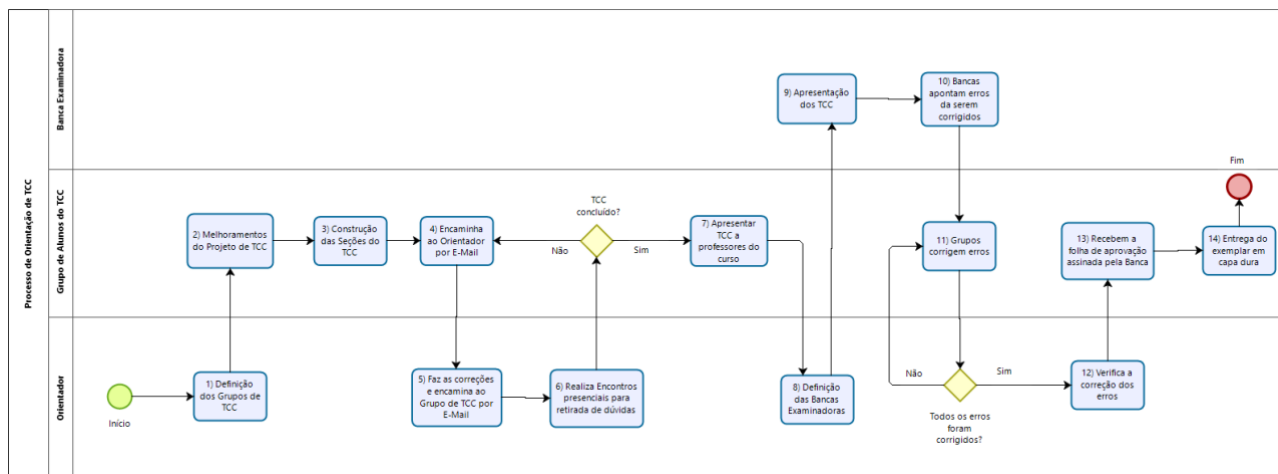 Processo de Orientação de TCC
Banca Examinadora
9) Apresentação
dos TCC
10) Bancas
apontam erros
da serem
corrigidos
Grupo de Alunos do TCC
2) Melhoramentos
do Projeto de TCC
3) Construção
das Seções do
TCC
4) Encaminha
ao Orientador
por E-Mail
TCC
concluído?
Não
Sim
7) Apresentar
TCC a
professores do
curso
11) Grupos
corrigem erros
13) Recebem a
folha de aprovação
assinada pela Banca
14) Entrega do
exemplar em
capa dura
Fim
Orientador
Início
1) Definição
dos Grupos de
TCC
5) Faz as correções
e encamina ao
Grupo de TCC por
E-Mail
6) Realiza Encontros
presenciais para
retirada de dúvidas
8) Definição
das Bancas
Examinadoras
Não
Sim
Todos os erros
foram
corrigidos?
12) Verifica a
correção dos
erros